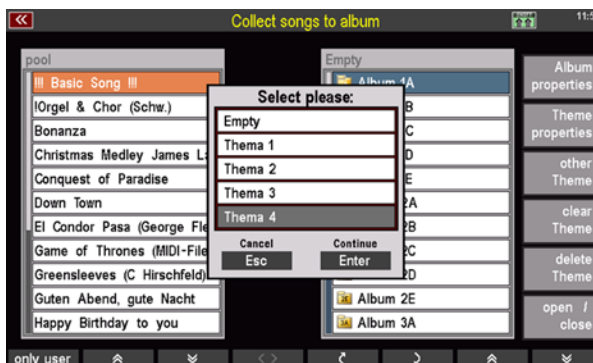 Collect songs to album
11:5
pool
!!! Basic Song !!!
!Orgel & Chor (Schw.)
Bonanza
Christmas Medley James L
Conquest of Paradise
Down Town
El Condor Pasa (George Fle
Game of Thrones (MIDI-File
Greensleeves (C Hirschfeld)
Guten Abend, gute Nacht
Happy Birthday to you
Select please:
Empty
Thema 1
Thema 2
Thema 3
Thema 4
Cancel
Continue
Esc
Enter
Empty
Album 1A
B
C
D
E
2A
2B
2C
2D
Album 2E
Album 3A
Album
properties
Theme
properties
other
Theme
clear
Theme
delete
Theme
open /
close
only user